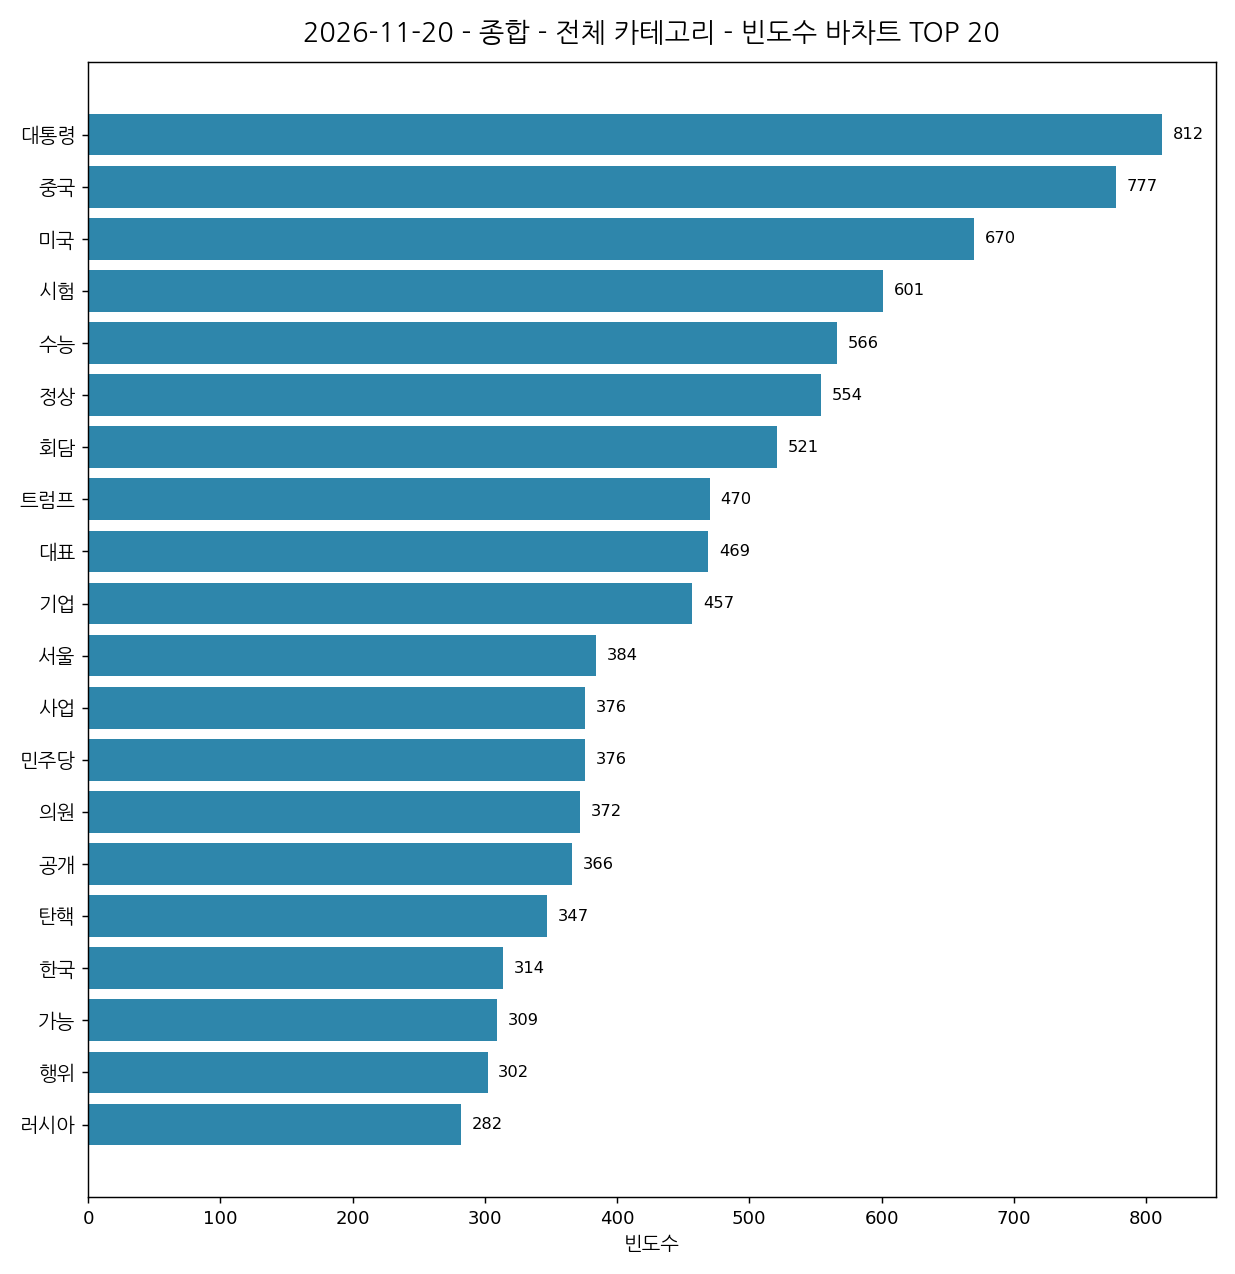 2026-11-20 - 종합 - 전체 카테고리 - 빈도수 바차트 TOP 20
대통령 812
중국 777
미국 670
시험 601
수능 566
정상 554
회담 521
트럼프 470
대표 469
기업 457
서울 384
사업 376
민주당 376
의원 372
공개 366
탄핵 347
한국 314
가능 309
행위 302
러시아 282
0 100 200 300 400 500 600 700 800
빈도수